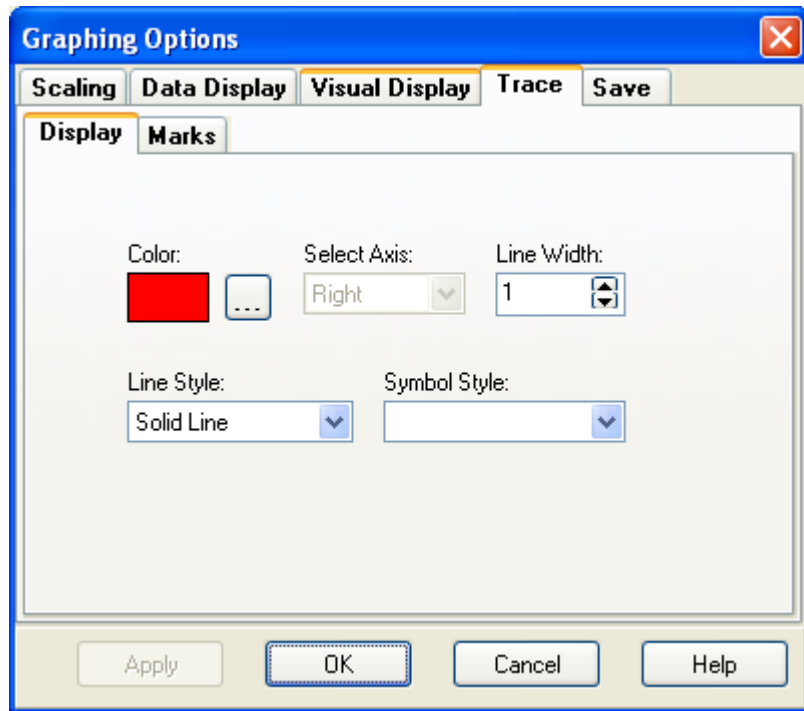 Graphing Options
Scaling Data Display Visual Display Trace Save
Display Marks
Color: Select Axis: Line Width:
... Right 1
Line Style: Symbol Style:
Solid Line
Apply OK Cancel Help